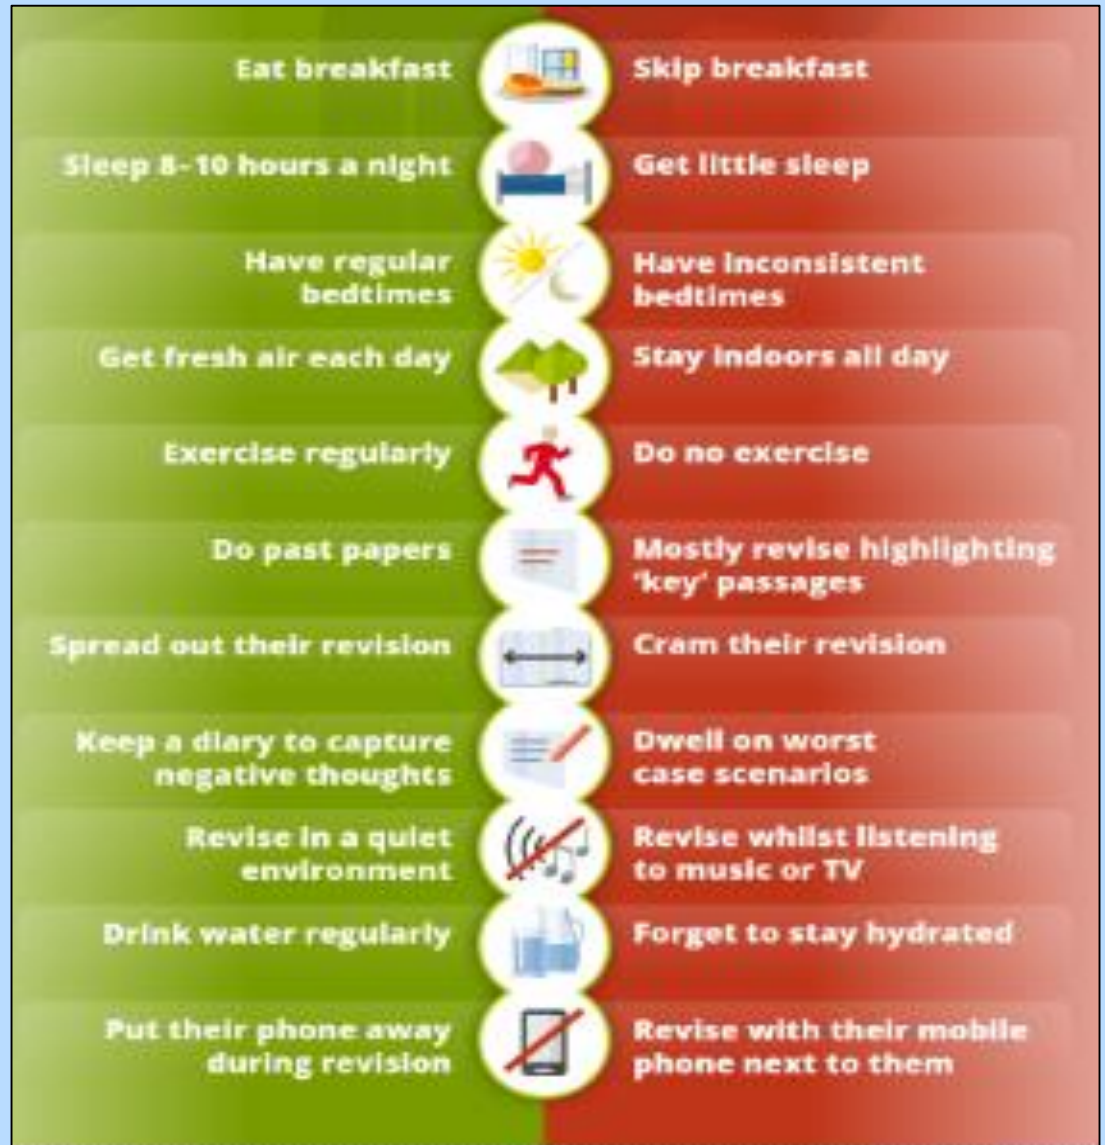 Eat breakfast
Skip breakfast
Sleep 8-10 hours a night
Get little sleep
Have regular
bedtimes
Have inconsistent
bedtimes
Get fresh air each day
Stay indoors all day
Exercise regularly
Do no exercise
Do past papers
Mostly revise highlighting
'key' passages
Spread out their revision
Cram their revision
Keep a diary to capture
negative thoughts
Dwell on worst
case scenarios
Revise in a quiet
environment
Revise whilst listening
to music or TV
Drink water regularly
Forget to stay hydrated
Put their phone away
during revision
Revise with their mobile
phone next to them